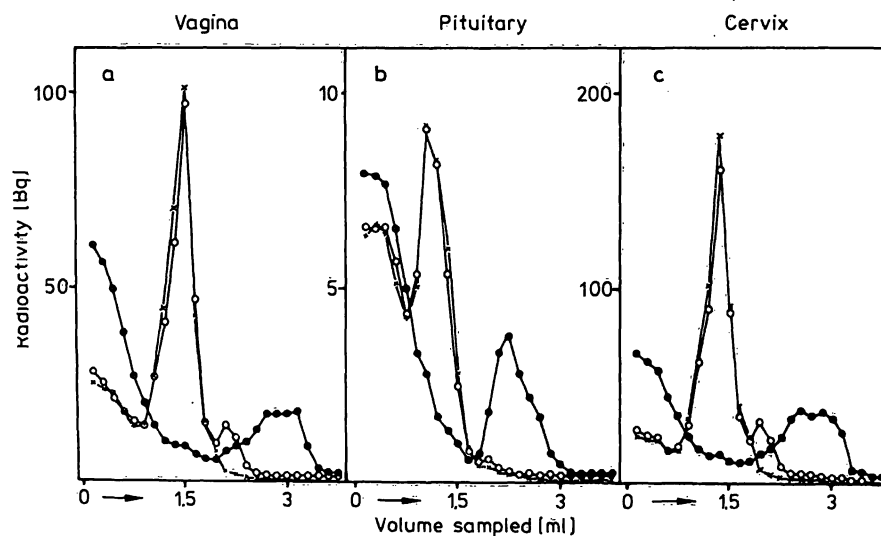 Vagina Pituitary Cervix
a b c
100 10 200
50 5 100
Radioactivity [Bq]
0 1.5 3 0 1.5 3 0 1.5 3
Volume sampled [ml]